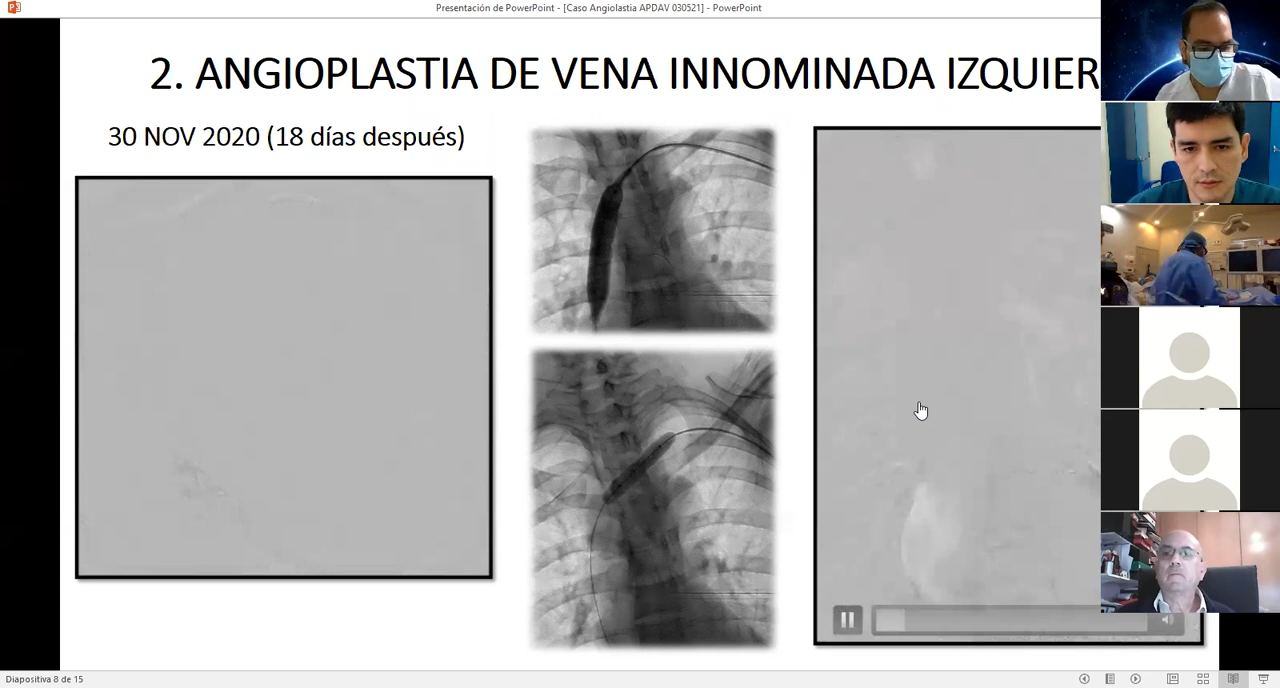 Presentación de PowerPoint - [Caso Angiolastia APDAV 030521] - PowerPoint
2. ANGIOPLASTIA DE VENA INNOMINADA IZQUIER
30 NOV 2020 (18 días después)
Diapositiva 8 de 15